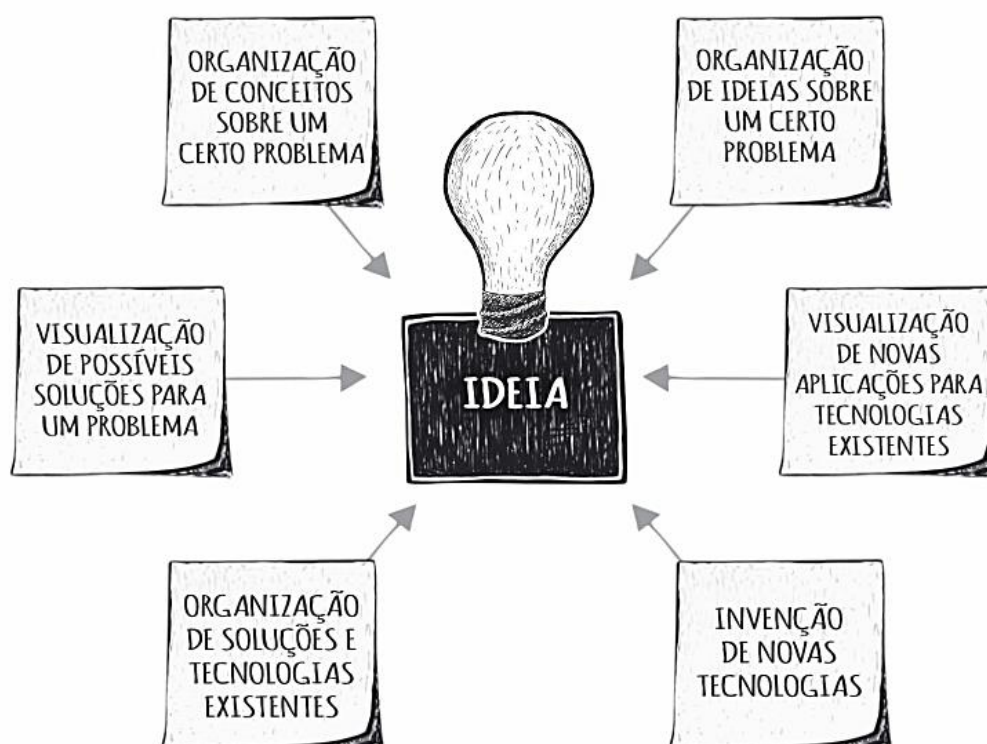 ORGANIZAÇÃO
DE CONCEITOS
SOBRE UM
CERTO PROBLEMA
ORGANIZAÇÃO
DE IDEIAS SOBRE
UM CERTO
PROBLEMA
VISUALIZAÇÃO
DE POSSÍVEIS
SOLUÇÕES PARA
UM PROBLEMA
IDEIA
VISUALIZAÇÃO
DE NOVAS
APLICAÇÕES PARA
TECNOLOGIAS
EXISTENTES
ORGANIZAÇÃO
DE SOLUÇÕES E
TECNOLOGIAS
EXISTENTES
INVENÇÃO
DE NOVAS
TECNOLOGIAS